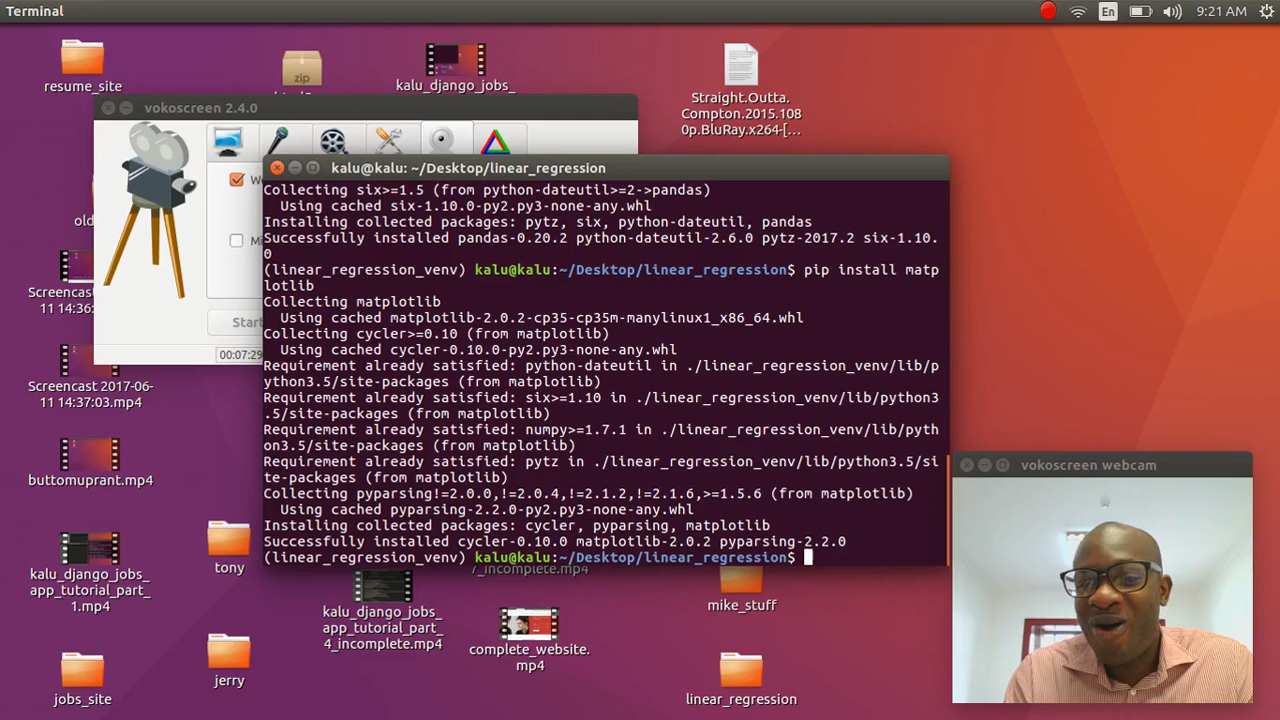 Terminal
En
9:21 AM
resume_site
zip
kalu_django_jobs_
Straight.Outta.
Compton.2015.108
0p.BluRay.x264-[...
vokoscreen 2.4.0
kalu@kalu: ~/Desktop/linear_regression
Collecting six>=1.5 (from python-dateutil>=2->pandas)
Using cached six-1.10.0-py2.py3-none-any.whl
Installing collected packages: pytz, six, python-dateutil, pandas
Successfully installed pandas-0.20.2 python-dateutil-2.6.0 pytz-2017.2 six-1.10.
0
(linear_regression_venv) kalu@kalu:~/Desktop/linear_regression$ pip install matp
lotlib
Collecting matplotlib
Using cached matplotlib-2.0.2-cp35-cp35m-manylinux1_x86_64.whl
Collecting cycler>=0.10 (from matplotlib)
Using cached cycler-0.10.0-py2.py3-none-any.whl
Requirement already satisfied: python-dateutil in ./linear_regression_venv/lib/p
ython3.5/site-packages (from matplotlib)
Requirement already satisfied: six>=1.10 in ./linear_regression_venv/lib/python3
.5/site-packages (from matplotlib)
Requirement already satisfied: numpy>=1.7.1 in ./linear_regression_venv/lib/pyth
on3.5/site-packages (from matplotlib)
Requirement already satisfied: pytz in ./linear_regression_venv/lib/python3.5/si
te-packages (from matplotlib)
Collecting pyparsing!=2.0.0,!=2.0.4,!=2.1.2,!=2.1.6,>=1.5.6 (from matplotlib)
Using cached pyparsing-2.2.0-py2.py3-none-any.whl
Installing collected packages: cycler, pyparsing, matplotlib
Successfully installed cycler-0.10.0 matplotlib-2.0.2 pyparsing-2.2.0
(linear_regression_venv) kalu@kalu:~/Desktop/linear_regression$
old
Start
00:07:29
Screencast
11 14:36:
Screencast 2017-06-
11 14:37:03.mp4
buttomuprant.mp4
kalu_django_jobs_
app_tutorial_part_
1.mp4
tony
7_incomplete.mp4
kalu_django_jobs_
app_tutorial_part_
4_incomplete.mp4
complete_website.
mp4
mike_stuff
jobs_site
jerry
linear_regression
vokoscreen webcam